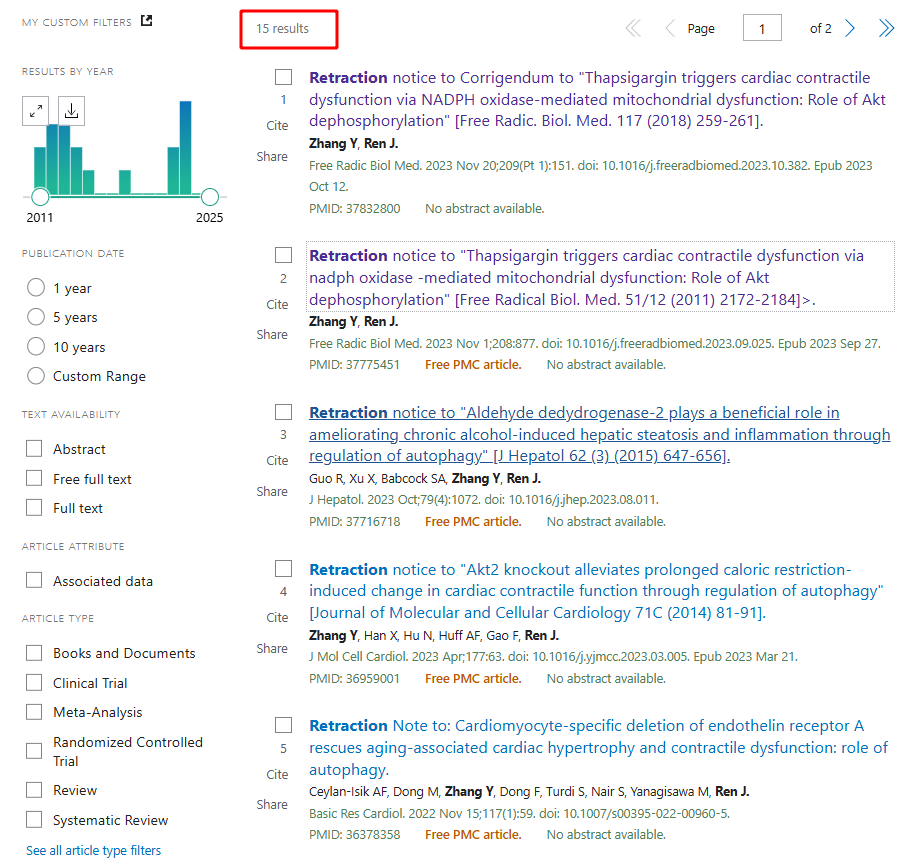 MY CUSTOM FILTERS
15 results
Page
1
of 2
RESULTS BY YEAR
2011
2025
PUBLICATION DATE
1 year
5 years
10 years
Custom Range
TEXT AVAILABILITY
Abstract
Free full text
Full text
ARTICLE ATTRIBUTE
Associated data
ARTICLE TYPE
Books and Documents
Clinical Trial
Meta-Analysis
Randomized Controlled
Trial
Review
Systematic Review
See all article type filters
1
Cite
Share
Retraction notice to Corrigendum to "Thapsigargin triggers cardiac contractile
dysfunction via NADPH oxidase-mediated mitochondrial dysfunction: Role of Akt
dephosphorylation" [Free Radic. Biol. Med. 117 (2018) 259-261].
Zhang Y, Ren J.
Free Radic Biol Med. 2023 Nov 20;209(Pt 1):151. doi: 10.1016/j.freeradbiomed.2023.10.382. Epub 2023
Oct 12.
PMID: 37832800 No abstract available.
2
Cite
Share
Retraction notice to "Thapsigargin triggers cardiac contractile dysfunction via
nadph oxidase -mediated mitochondrial dysfunction: Role of Akt
dephosphorylation" [Free Radical Biol. Med. 51/12 (2011) 2172-2184]>.
Zhang Y, Ren J.
Free Radic Biol Med. 2023 Nov 1;208:877. doi: 10.1016/j.freeradbiomed.2023.09.025. Epub 2023 Sep 27.
PMID: 37775451 Free PMC article. No abstract available.
3
Cite
Share
Retraction notice to "Aldehyde dedydrogenase-2 plays a beneficial role in
ameliorating chronic alcohol-induced hepatic steatosis and inflammation through
regulation of autophagy" [J Hepatol 62 (3) (2015) 647-656].
Guo R, Xu X, Babcock SA, Zhang Y, Ren J.
J Hepatol. 2023 Oct;79(4):1072. doi: 10.1016/j.jhep.2023.08.011.
PMID: 37716718 Free PMC article. No abstract available.
4
Cite
Share
Retraction notice to "Akt2 knockout alleviates prolonged caloric restriction-
induced change in cardiac contractile function through regulation of autophagy"
[Journal of Molecular and Cellular Cardiology 71C (2014) 81-91].
Zhang Y, Han X, Hu N, Huff AF, Gao F, Ren J.
J Mol Cell Cardiol. 2023 Apr;177:63. doi: 10.1016/j.yjmcc.2023.03.005. Epub 2023 Mar 21.
PMID: 36959001 Free PMC article. No abstract available.
5
Cite
Share
Retraction Note to: Cardiomyocyte-specific deletion of endothelin receptor A
rescues aging-associated cardiac hypertrophy and contractile dysfunction: role of
autophagy.
Ceylan-Isik AF, Dong M, Zhang Y, Dong F, Turdi S, Nair S, Yanagisawa M, Ren J.
Basic Res Cardiol. 2022 Nov 15;117(1):59. doi: 10.1007/s00395-022-00960-5.
PMID: 36378358 Free PMC article. No abstract available.